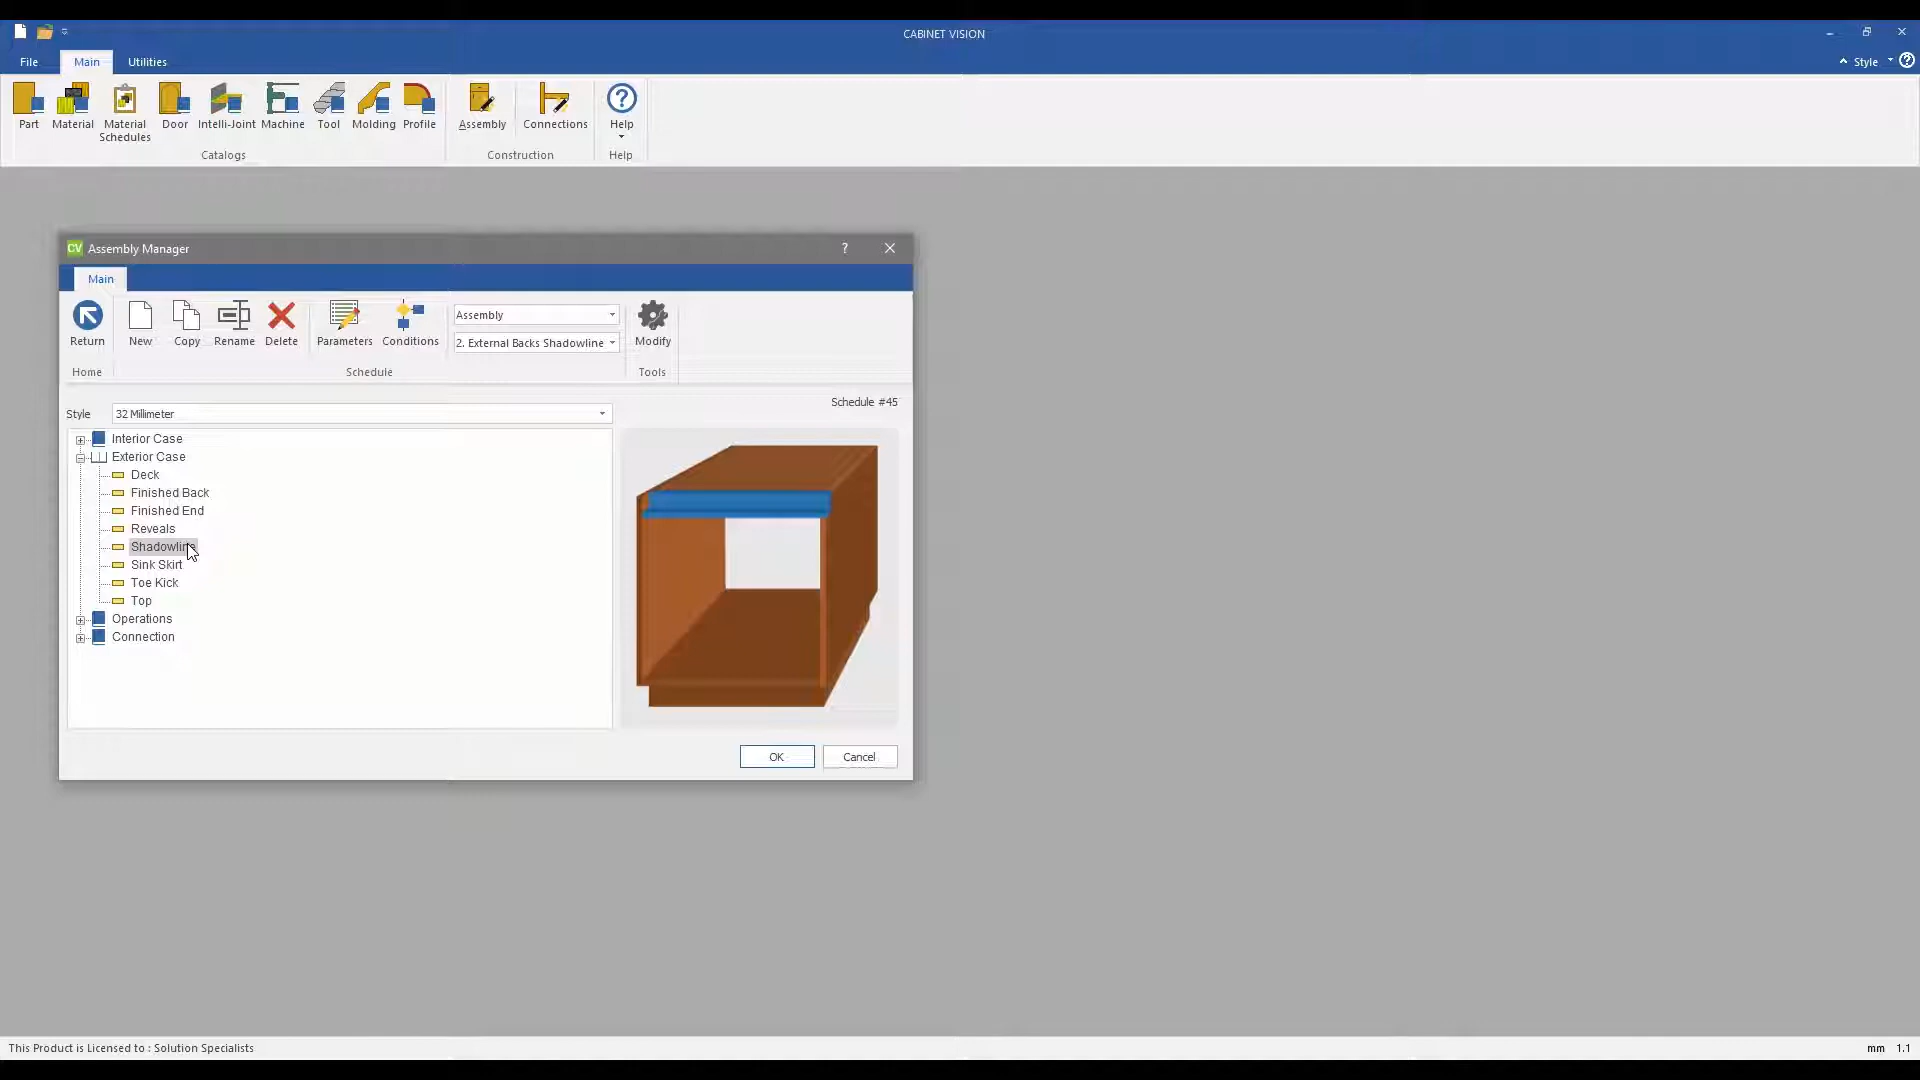 CABINET VISION
File Main Utilities Style
Part Material Material Schedules Door Intelli-Joint Machine Tool Molding Profile Assembly Connections Help
Catalogs Construction Help
CV Assembly Manager ?
Main
Return New Copy Rename Delete Parameters Conditions Assembly Modify
2. External Backs Shadowline
Home Schedule Tools
Schedule #45
Style 32 Millimeter
Interior Case
Exterior Case
Deck
Finished Back
Finished End
Reveals
Shadowline
Sink Skirt
Toe Kick
Top
Operations
Connection
OK Cancel
This Product is Licensed to : Solution Specialists mm 1.1